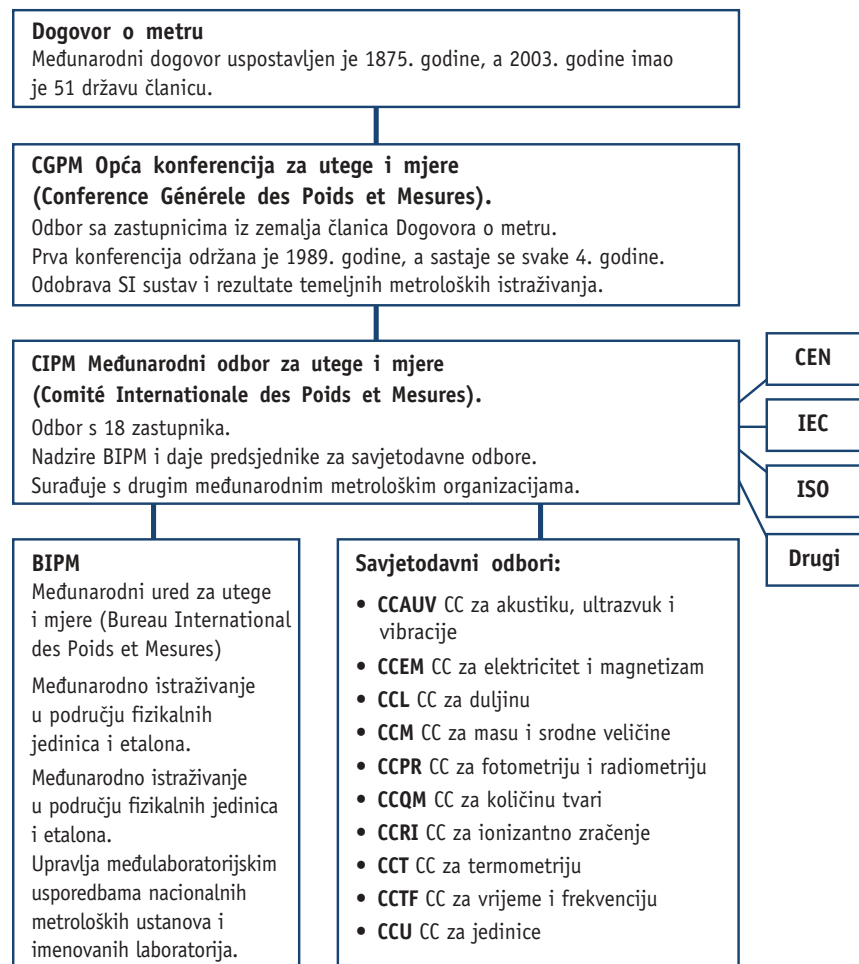 Dogovor o metru
Međunarodni dogovor uspostavljen je 1875. godine, a 2003. godine imao
je 51 državu članicu.
CGPM Opća konferencija za utege i mjere
(Conference Générele des Poids et Mesures).
Odbor sa zastupnicima iz zemalja članica Dogovora o metru.
Prva konferencija održana je 1989. godine, a sastaje se svake 4. godine.
Odobrava SI sustav i rezultate temeljnih metroloških istraživanja.
CIPM Međunarodni odbor za utege i mjere
(Comité Internationale des Poids et Mesures).
Odbor s 18 zastupnika.
Nadzire BIPM i daje predsjednike za savjetodavne odbore.
Surađuje s drugim međunarodnim metrološkim organizacijama.
CEN
IEC
ISO
Drugi
BIPM
Međunarodni ured za utege
i mjere (Bureau International
des Poids et Mesures)
Međunarodno istraživanje
u području fizikalnih
jedinica i etalona.
Međunarodno istraživanje
u području fizikalnih jedinica
i etalona.
Upravlja međulaboratorijskim
usporedbama nacionalnih
metroloških ustanova i
imenovanih laboratorija.
Savjetodavni odbori:
• CCAUV CC za akustiku, ultrazvuk i
vibracije
• CCEM CC za elektricitet i magnetizam
• CCL CC za duljinu
• CCM CC za masu i srodne veličine
• CCPR CC za fotometriju i radiometriju
• CCQM CC za količinu tvari
• CCRI CC za ionizantno zračenje
• CCT CC za termometriju
• CCTF CC za vrijeme i frekvenciju
• CCU CC za jedinice